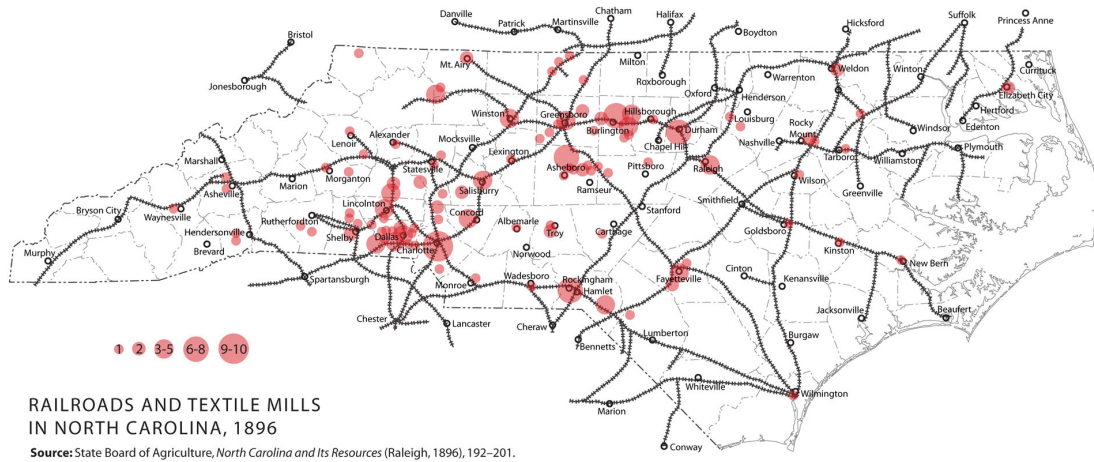 Danville
Patrick
Martinsville
Chatham
Halifax
Boydton
Hicksford
Suffolk
Princess Anne
Bristol
Jonesborough
Mt. Airy
Milton
Roxborough
Oxford
Warrenton
Henderson
Weldon
Winton
Currituck
Elizabeth City
Hertford
Edenton
Winston
Greensboro
Hillsborough
Burlington
Durham
Louisburg
Rocky
Mount
Windsor
Plymouth
Lenoir
Alexander
Mocksville
Lexington
Chapel Hill
Nashville
Tarboro
Williamston
Marshall
Statesville
Asheboro
Pittsboro
Raleigh
Marion
Morganton
Salisbury
Ramseur
Wilson
Greenville
Asheville
Waynesville
Bryson City
Lincolnton
Concord
Albemarle
Troy
Carthage
Stanford
Smithfield
Goldsboro
Rutherfordton
Shelby
Dallas
Charlotte
Hendersonville
Brevard
Murphy
Norwood
Kinston
New Bern
Spartansburgh
Monroe
Wadesboro
Rockingham
Hamlet
Fayetteville
Clinton
Kenansville
Chester
Lancaster
Cheraw
Bennetts
Lumberton
Jacksonville
Beaufert
Burgaw
Whiteville
Wilmington
Marion
Conway
1 2 3-5 6-8 9-10
RAILROADS AND TEXTILE MILLS
IN NORTH CAROLINA, 1896
Source: State Board of Agriculture, North Carolina and Its Resources (Raleigh, 1896), 192–201.